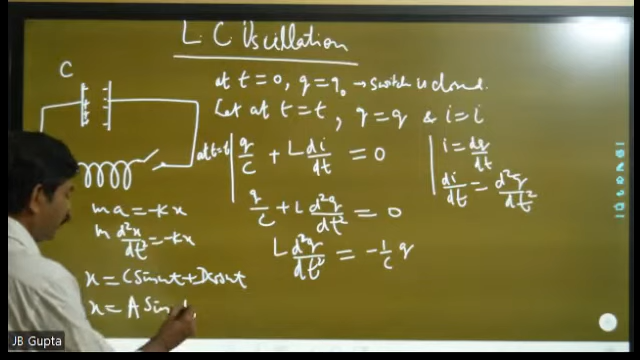 LC Oscillation
C
at t = 0, q = q₀ → switch is closed.
Let at t = t, q = q & i = i
at t=t q/C + L di/dt = 0
i = dq/dt
di/dt = d²q/dt²
q/C + L d²q/dt² = 0
L d²q/dt² = -1/C q
ma = -kx
m d²x/dt² = -kx
x = C sin ωt + D cos ωt
x = A Sin
JB Gupta